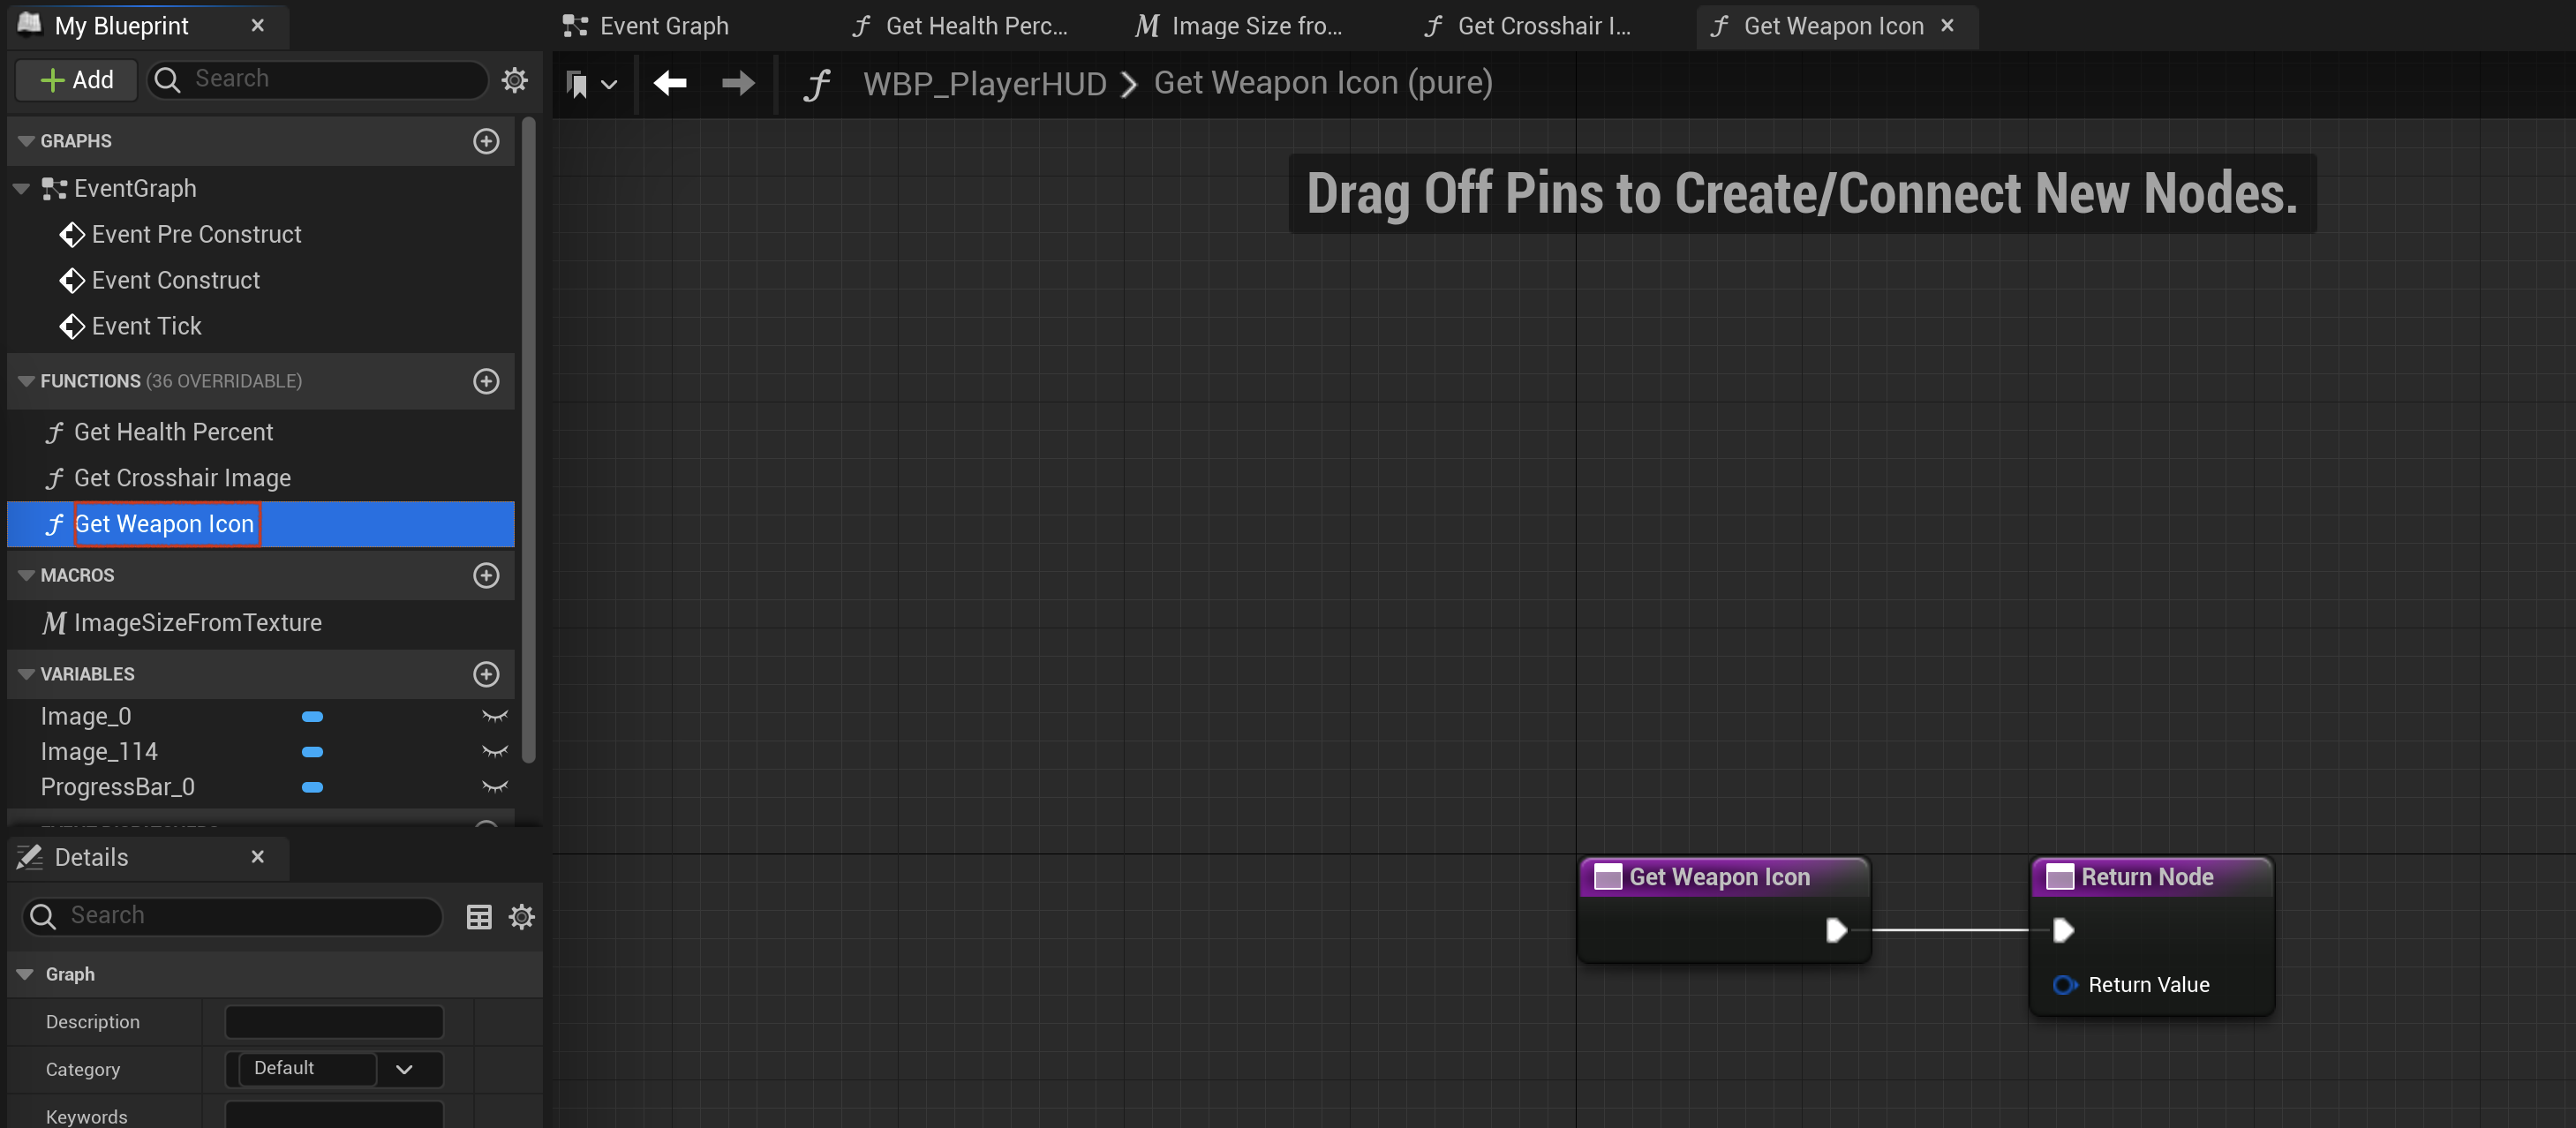 My Blueprint
Event Graph
Get Health Perc...
Image Size fro...
Get Crosshair I...
Get Weapon Icon
Add
Search
WBP_PlayerHUD > Get Weapon Icon (pure)
Drag Off Pins to Create/Connect New Nodes.
GRAPHS
EventGraph
Event Pre Construct
Event Construct
Event Tick
FUNCTIONS (36 OVERRIDABLE)
Get Health Percent
Get Crosshair Image
Get Weapon Icon
MACROS
ImageSizeFromTexture
VARIABLES
Image_0
Image_114
ProgressBar_0
Details
Search
Graph
Description
Category
Default
Keywords
Get Weapon Icon
Return Node
Return Value